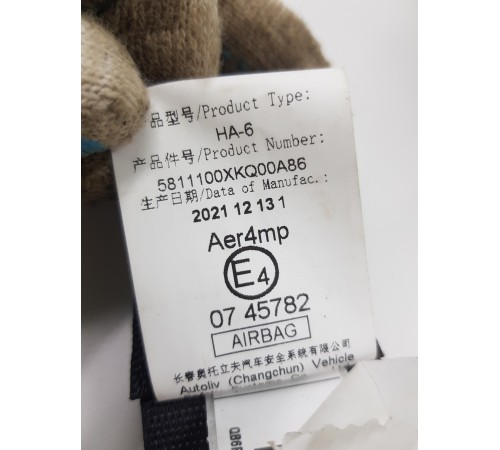 品型号/Product Type:
HA-6
产品件号/Product Number:
5811100XKQ00A86
生产日期/Data of Manufac.:
2021 12 13 1
Aer4mp
E4
07 45782
AIRBAG
长春奥托立夫汽车安全系统有限公司
Autoliv (Changchun) Vehicle